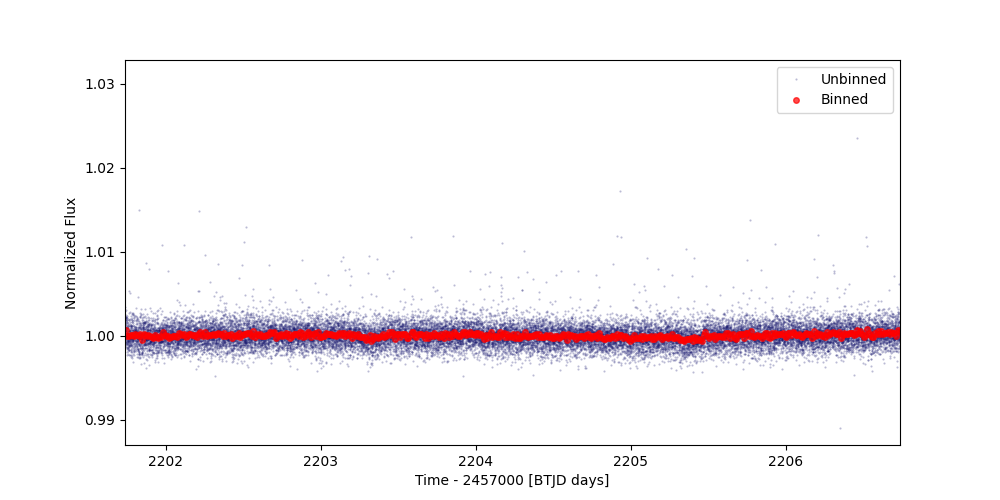 1.03
1.02
1.01
1.00
0.99
Normalized Flux
Unbinned
Binned
2202 2203 2204 2205 2206
Time - 2457000 [BTJD days]